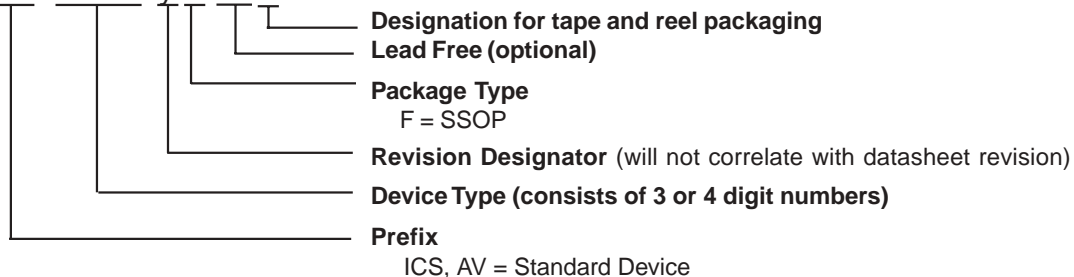 Designation for tape and reel packaging
Lead Free (optional)
Package Type
F = SSOP
Revision Designator (will not correlate with datasheet revision)
Device Type (consists of 3 or 4 digit numbers)
Prefix
ICS, AV = Standard Device